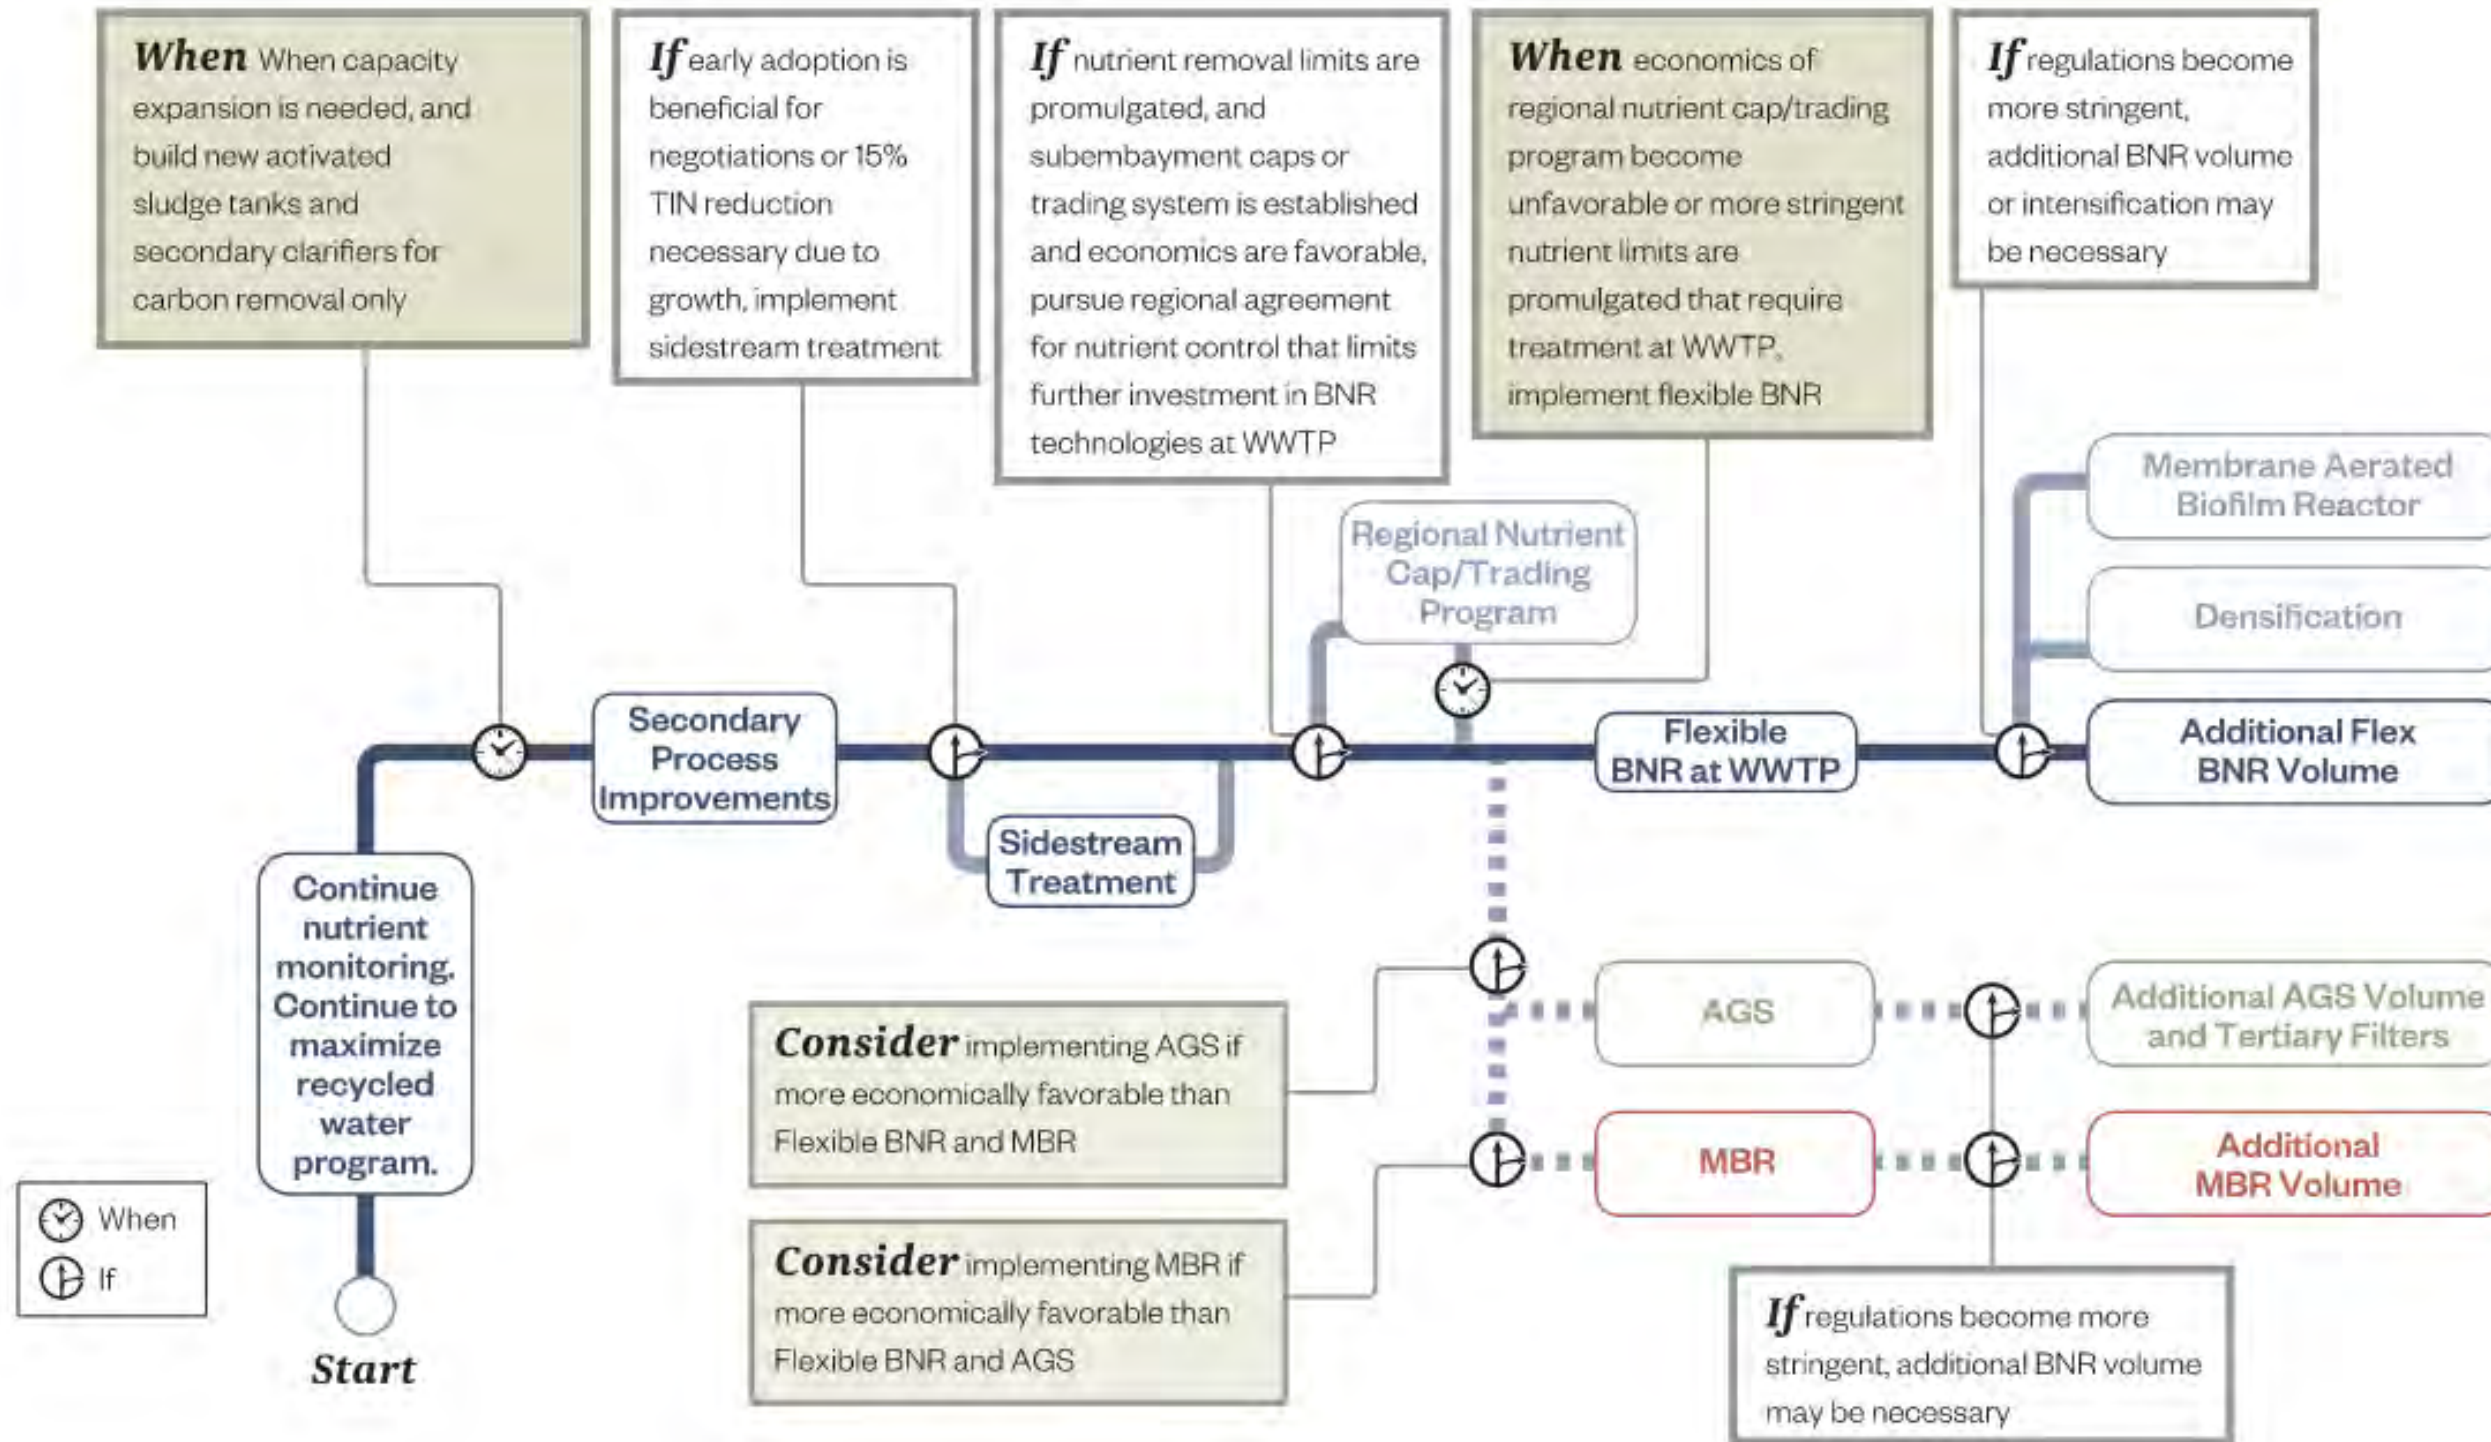 When When capacity
expansion is needed, and
build new activated
sludge tanks and
secondary clarifiers for
carbon removal only
If early adoption is
beneficial for
negotiations or 15%
TIN reduction
necessary due to
growth, implement
sidestream treatment
If nutrient removal limits are
promulgated, and
subembayment caps or
trading system is established
and economics are favorable,
pursue regional agreement
for nutrient control that limits
further investment in BNR
technologies at WWTP
When economics of
regional nutrient cap/trading
program become
unfavorable or more stringent
nutrient limits are
promulgated that require
treatment at WWTP,
implement flexible BNR
If regulations become
more stringent,
additional BNR volume
or intensification may
be necessary
Membrane Aerated
Biofilm Reactor
Regional Nutrient
Cap/Trading
Program
Densification
Secondary
Process
Improvements
Flexible
BNR at WWTP
Additional Flex
BNR Volume
Sidestream
Treatment
Continue
nutrient
monitoring.
Continue to
maximize
recycled
water
program.
AGS
Additional AGS Volume
and Tertiary Filters
Consider implementing AGS if
more economically favorable than
Flexible BNR and MBR
MBR
Additional
MBR Volume
When
If
Consider implementing MBR if
more economically favorable than
Flexible BNR and AGS
If regulations become more
stringent, additional BNR volume
may be necessary
Start